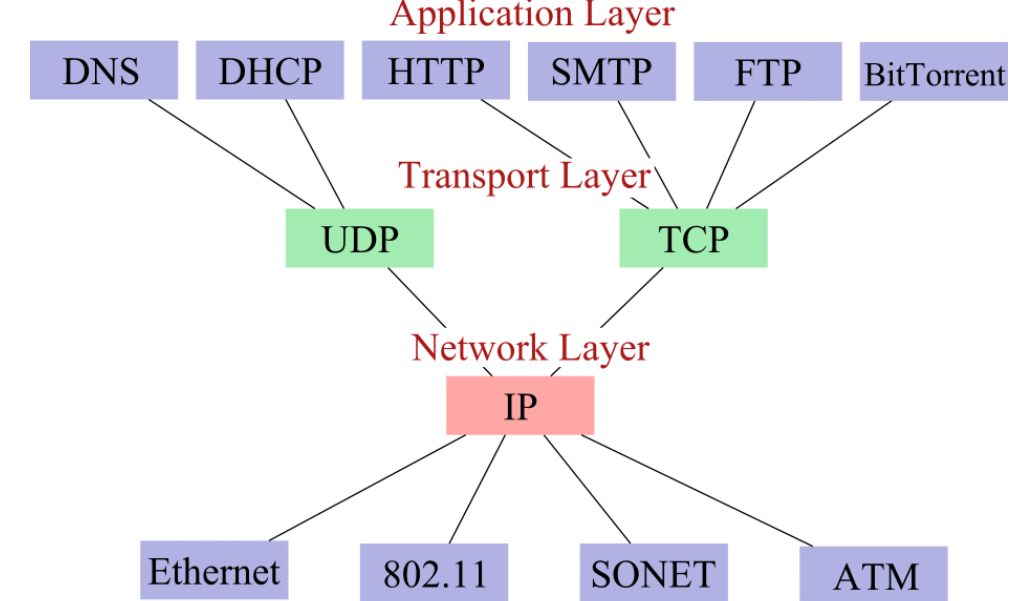 Application Layer
DNS DHCP HTTP SMTP FTP BitTorrent
Transport Layer
UDP TCP
Network Layer
IP
Ethernet 802.11 SONET ATM